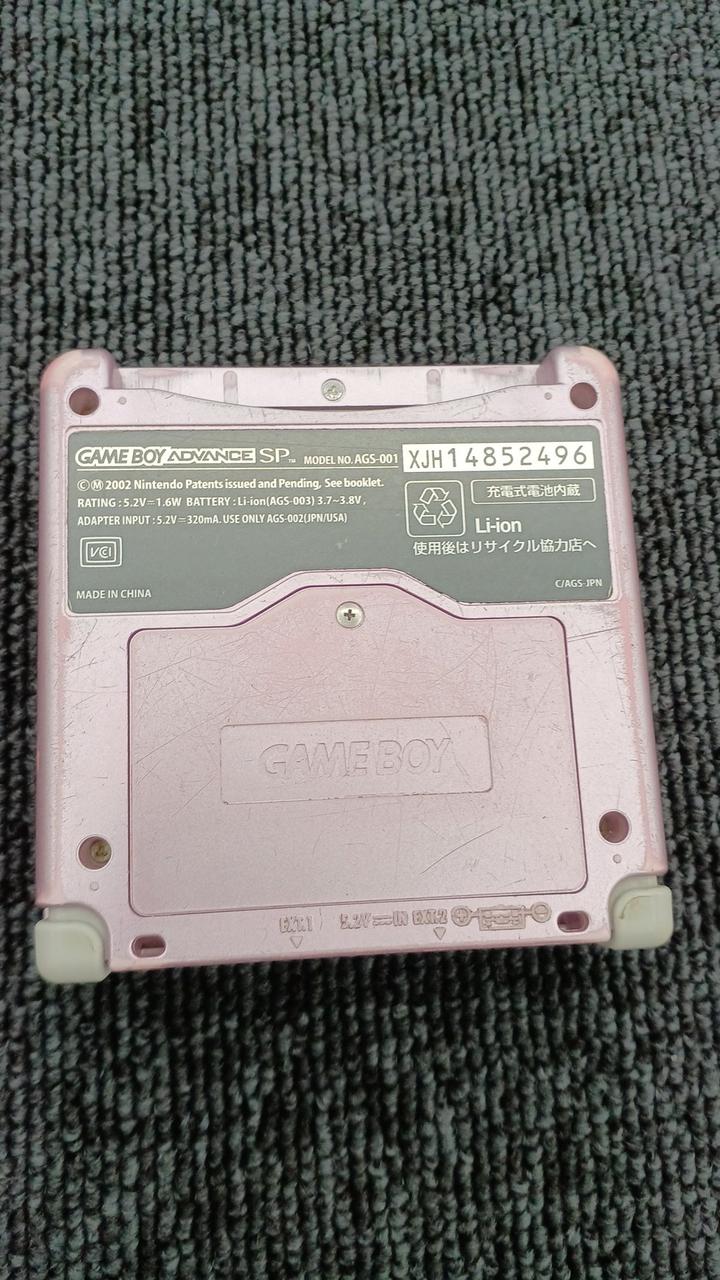 GAME BOY ADVANCE SP™ MODEL NO. AGS-001 XJH14852496
ⒸⓂ 2002 Nintendo Patents issued and Pending, See booklet.
RATING : 5.2V⎓1.6W BATTERY : Li-ion(AGS-003) 3.7~3.8V,
ADAPTER INPUT : 5.2V⎓320mA. USE ONLY AGS-002(JPN/USA)
充電式電池内蔵
Li-ion
使用後はリサイクル協力店へ
VCI
MADE IN CHINA
C/AGS-JPN
GAME BOY
EXT.1 5.2V⎓IN EXT.2